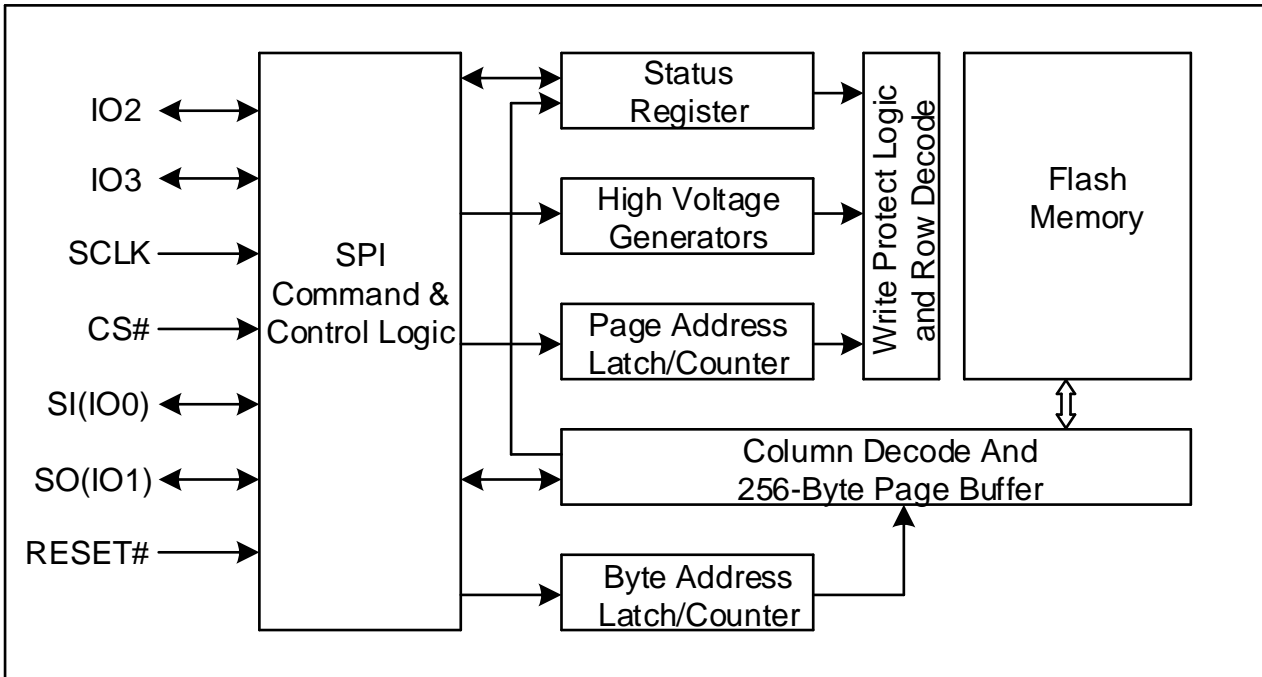 IO2
IO3
SCLK
CS#
SI(IO0)
SO(IO1)
RESET#
SPI
Command &
Control Logic
Status
Register
High Voltage
Generators
Page Address
Latch/Counter
Write Protect Logic
and Row Decode
Flash
Memory
Column Decode And
256-Byte Page Buffer
Byte Address
Latch/Counter